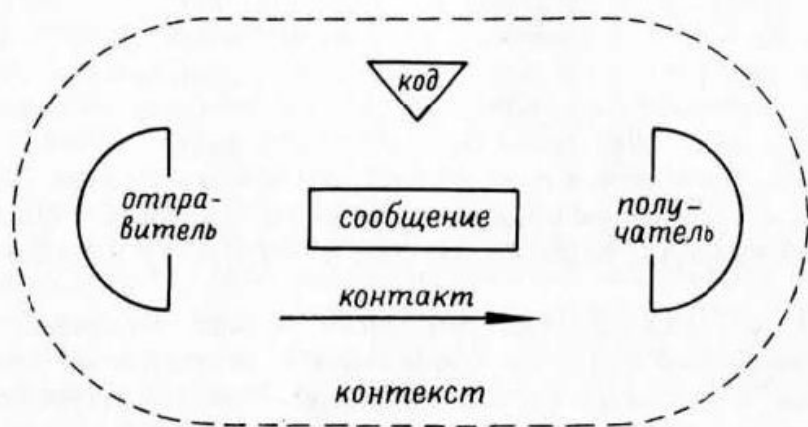 код
отпра-
витель
сообщение
полу-
чатель
контакт
контекст